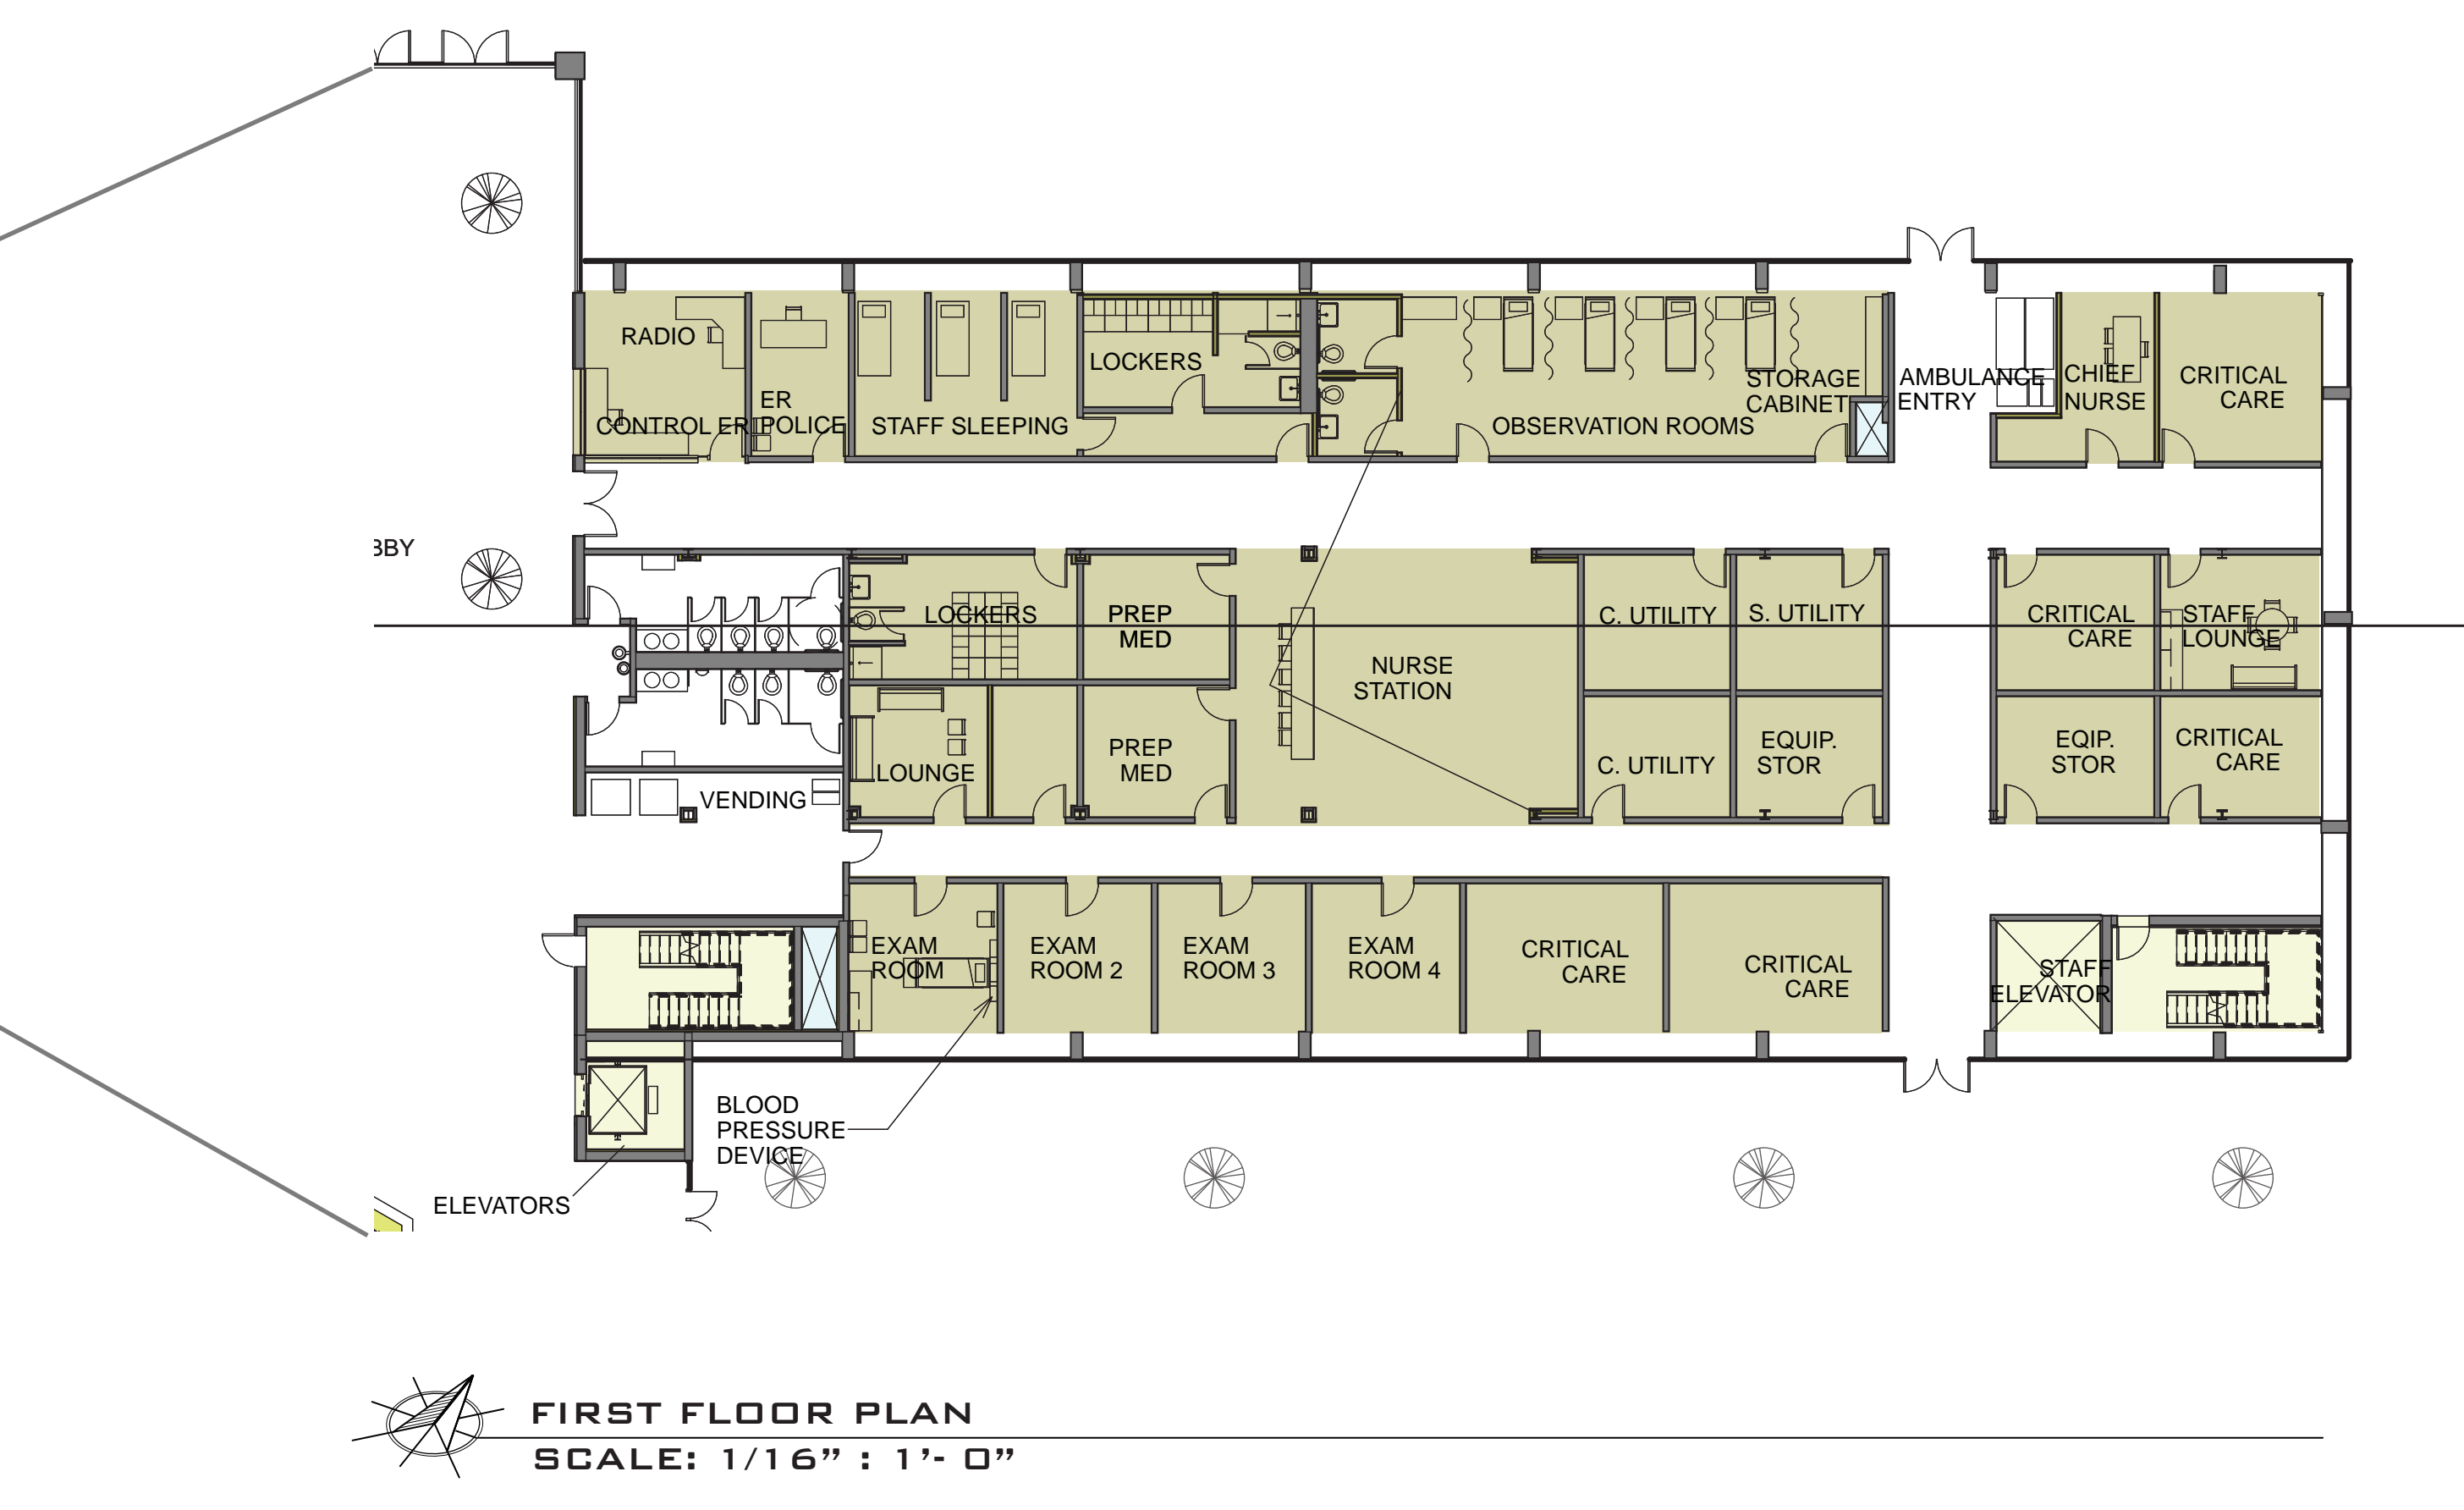 RADIO
CONTROL ER
ER
POLICE
STAFF SLEEPING
LOCKERS
OBSERVATION ROOMS
STORAGE
CABINET
AMBULANCE
ENTRY
CHIEF
NURSE
CRITICAL
CARE
BBY
LOCKERS
PREP
MED
NURSE
STATION
C. UTILITY
S. UTILITY
CRITICAL
CARE
STAFF
LOUNGE
VENDING
LOUNGE
PREP
MED
C. UTILITY
EQUIP.
STOR
EQIP.
STOR
CRITICAL
CARE
EXAM
ROOM
EXAM
ROOM 2
EXAM
ROOM 3
EXAM
ROOM 4
CRITICAL
CARE
CRITICAL
CARE
STAFF
ELEVATOR
BLOOD
PRESSURE
DEVICE
ELEVATORS
FIRST FLOOR PLAN
SCALE: 1/16” : 1’- 0”